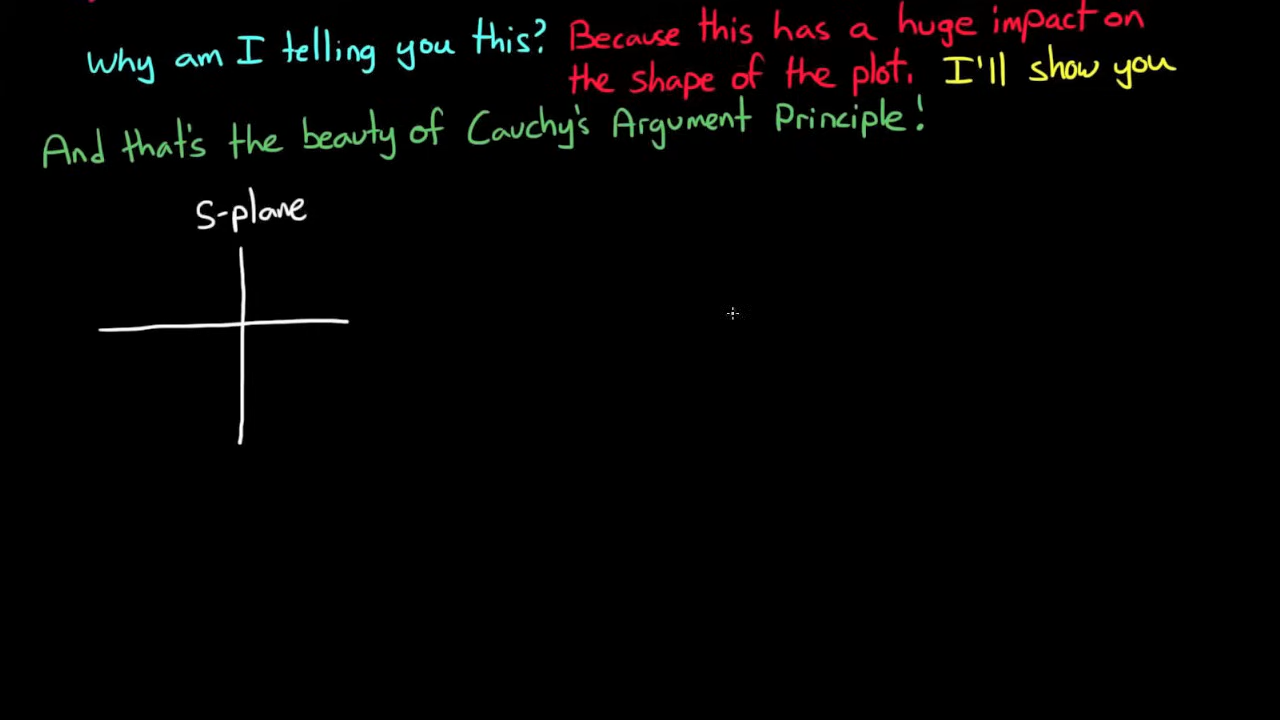 Why am I telling you this? Because this has a huge impact on
the shape of the plot. I'll show you
And that's the beauty of Cauchy's Argument Principle!
S-plane